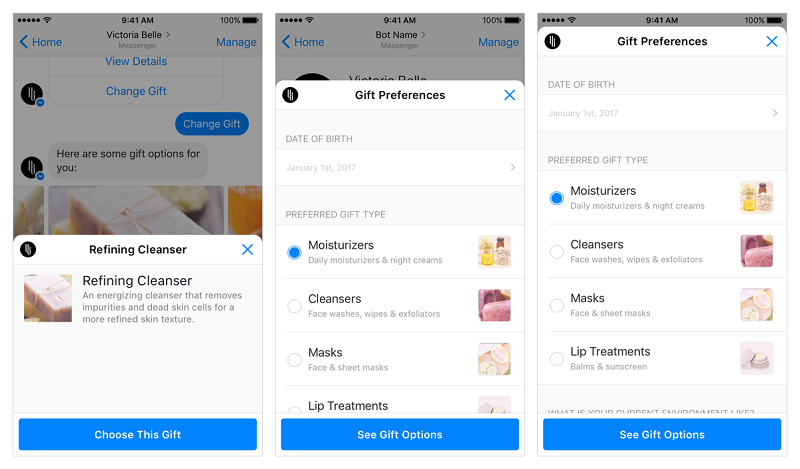 9:41 AM
100%
Home
Victoria Belle
Messenger
Manage
View Details
Change Gift
Change Gift
Here are some gift options for
you:
Refining Cleanser
Refining Cleanser
An energizing cleanser that removes
impurities and dead skin cells for
a more refined skin texture.
Choose This Gift
9:41 AM
100%
Home
Bot Name
Messenger
Manage
Victoria Belle
Gift Preferences
DATE OF BIRTH
January 1st, 2017
PREFERRED GIFT TYPE
Moisturizers
Daily moisturizers & night creams
Cleansers
Face washes, wipes & exfoliators
Masks
Face & sheet masks
Lip Treatments
See Gift Options
9:41 AM
100%
Gift Preferences
DATE OF BIRTH
January 1st, 2017
PREFERRED GIFT TYPE
Moisturizers
Daily moisturizers & night creams
Cleansers
Face washes, wipes & exfoliators
Masks
Face & sheet masks
Lip Treatments
Balms & sunscreen
WHAT IS YOUR CURRENT ENVIRONMENT LIKE?
See Gift Options